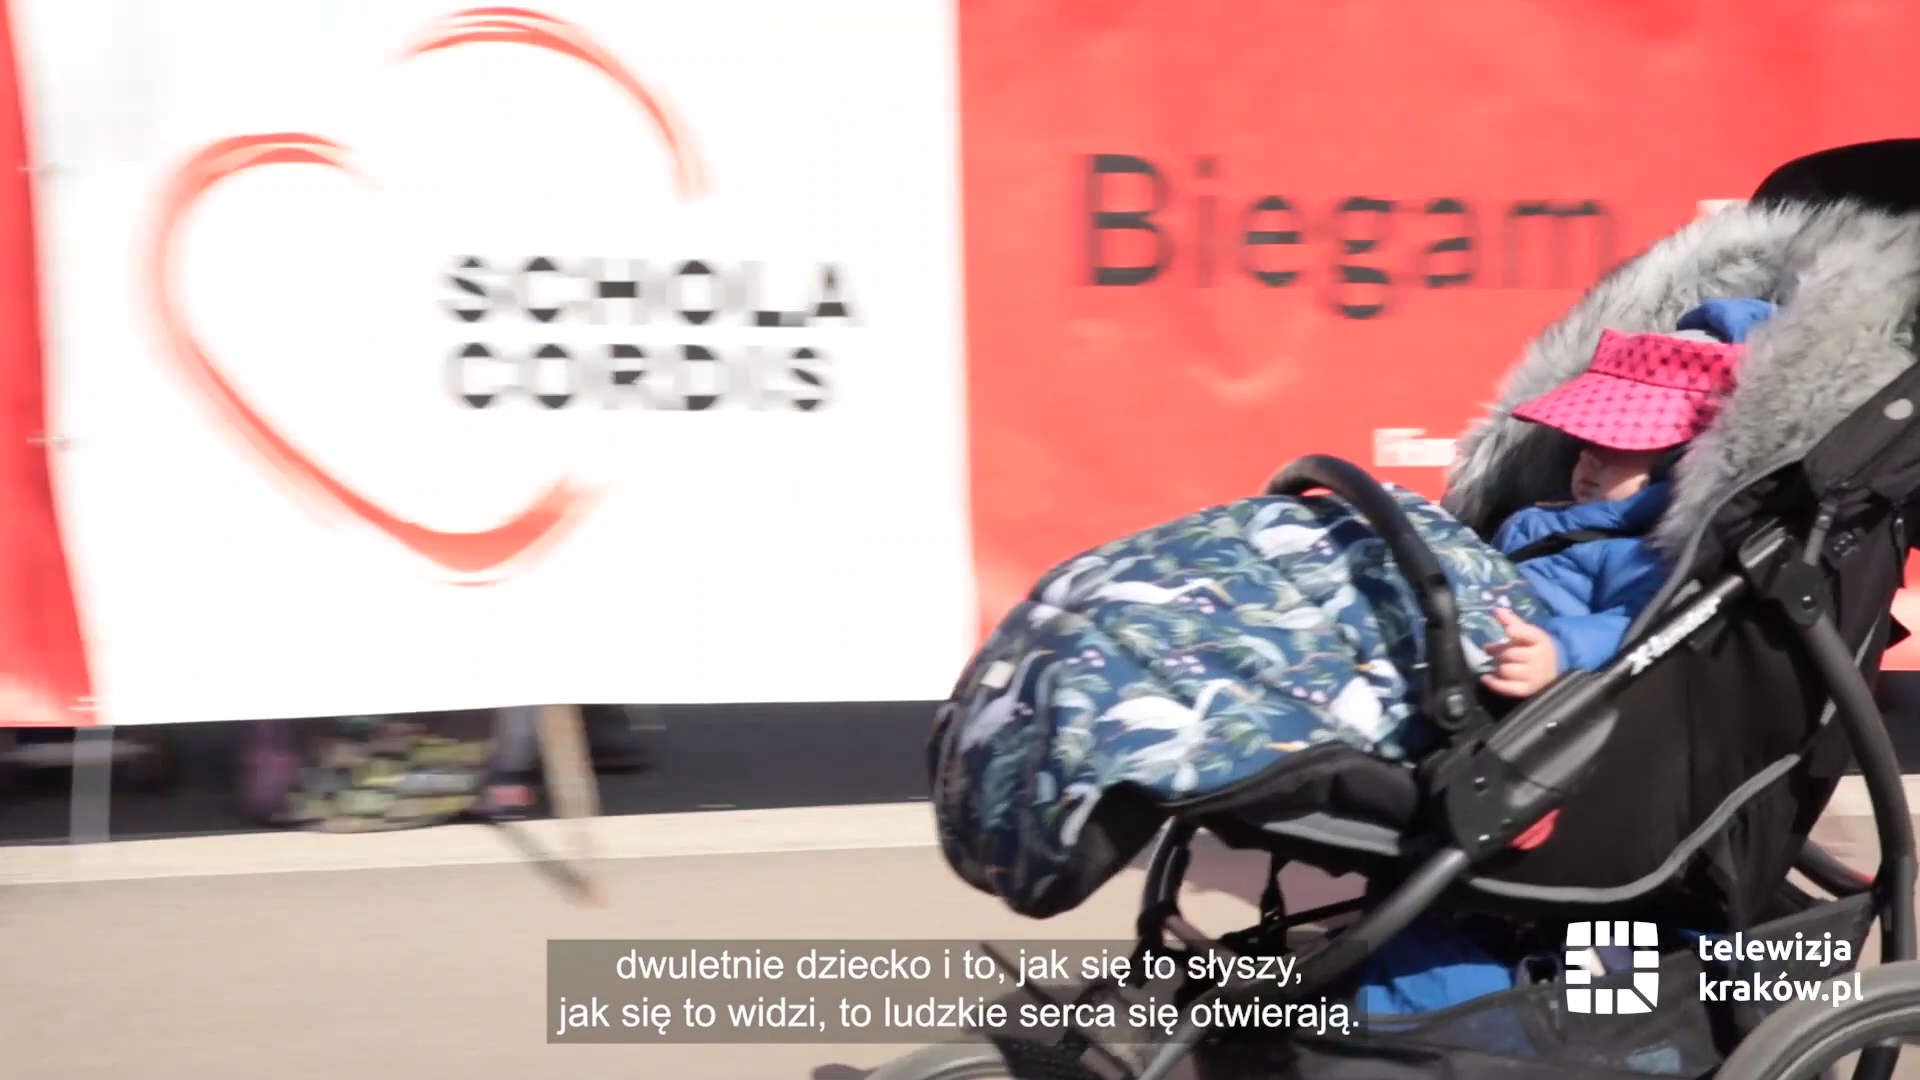 SCHOLA
CORDIS
Biegam
X-lander
dwuletnie dziecko i to, jak się to słyszy,
jak się to widzi, to ludzkie serca się otwierają.
telewizja
kraków.pl